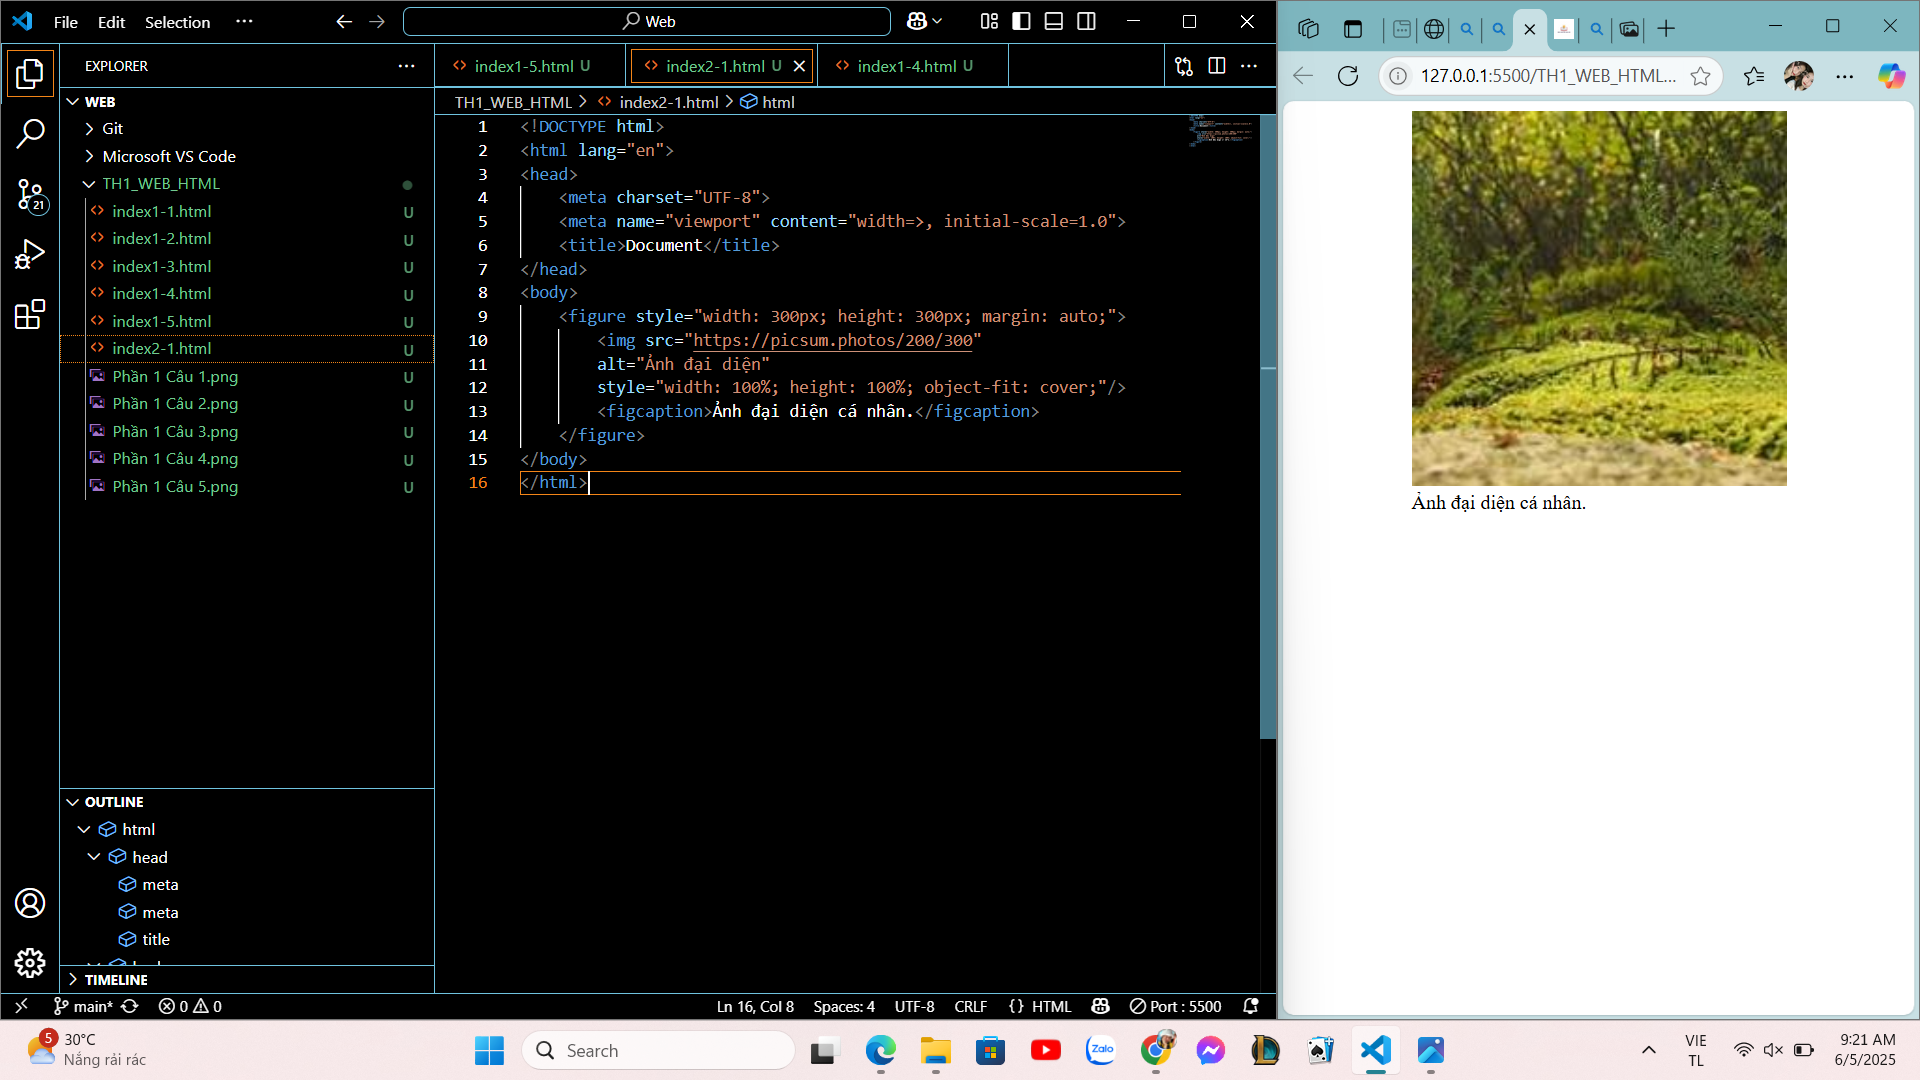 File Edit Selection ··· Web
EXPLORER ···
WEB
Git
Microsoft VS Code
TH1_WEB_HTML
index1-1.html U
index1-2.html U
index1-3.html U
index1-4.html U
index1-5.html U
index2-1.html U
Phần 1 Câu 1.png U
Phần 1 Câu 2.png U
Phần 1 Câu 3.png U
Phần 1 Câu 4.png U
Phần 1 Câu 5.png U
21
OUTLINE
html
head
meta
meta
title
TIMELINE
index1-5.html U index2-1.html U index1-4.html U ···
TH1_WEB_HTML > index2-1.html > html
1 <!DOCTYPE html>
2 <html lang="en">
3 <head>
4 <meta charset="UTF-8">
5 <meta name="viewport" content="width=>, initial-scale=1.0">
6 <title>Document</title>
7 </head>
8 <body>
9 <figure style="width: 300px; height: 300px; margin: auto;">
10 <img src="https://picsum.photos/200/300"
11 alt="Ảnh đại diện"
12 style="width: 100%; height: 100%; object-fit: cover;"/>
13 <figcaption>Ảnh đại diện cá nhân.</figcaption>
14 </figure>
15 </body>
16 </html>
main* 0 0 Ln 16, Col 8 Spaces: 4 UTF-8 CRLF {} HTML Port : 5500
127.0.0.1:5500/TH1_WEB_HTML...
Ảnh đại diện cá nhân.
5
30°C
Nắng rải rác
Search
Zalo
VIE
TL
9:21 AM
6/5/2025